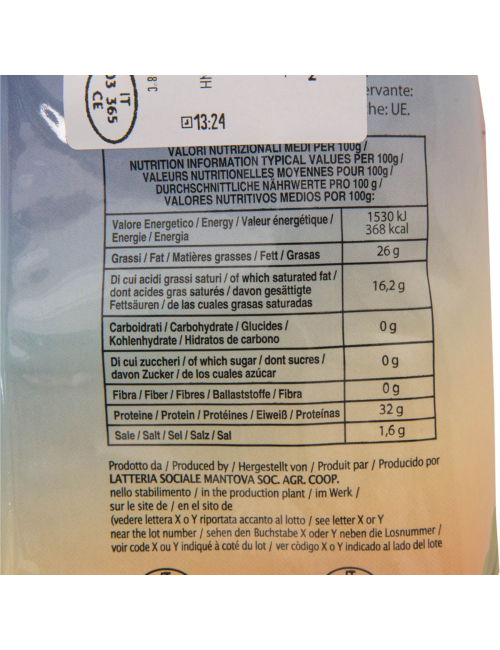 IT
03 365
CE
8°C
NH
2
13:24
ervante:
he: UE.
VALORI NUTRIZIONALI MEDI PER 100g /
NUTRITION INFORMATION TYPICAL VALUES PER 100g /
VALEURS NUTRITIONELLES MOYENNES POUR 100g /
DURCHSCHNITTLICHE NÄHRWERTE PRO 100 g /
VALORES NUTRITIVOS MEDIOS POR 100g:
Valore Energetico / Energy / Valeur énergétique / 1530 kJ
Energie / Energia 368 kcal
Grassi / Fat / Matières grasses / Fett / Grasas 26 g
Di cui acidi grassi saturi / of which saturated fat /
dont acides gras saturés / davon gesättigte 16,2 g
Fettsäuren / de las cuales grasas saturadas
Carboidrati / Carbohydrate / Glucides / 0 g
Kohlenhydrate / Hidratos de carbono
Di cui zuccheri / of which sugar / dont sucres / 0 g
davon Zucker / de los cuales azúcar
Fibra / Fiber / Fibres / Ballaststoffe / Fibra 0 g
Proteine / Protein / Protéines / Eiweiß / Proteínas 32 g
Sale / Salt / Sel / Salz / Sal 1,6 g
Prodotto da / Produced by / Hergestellt von / Produit par / Producido por
LATTERIA SOCIALE MANTOVA SOC. AGR. COOP.
nello stabilimento / in the production plant / im Werk /
sur le site de / en el sito de
(vedere lettera X o Y riportata accanto al lotto / see letter X or Y
near the lot number / sehen den Buchstabe X oder Y neben die Losnummer /
voir code X ou Y indiqué à coté du lot / ver còdigo X o Y indicado al lado del lote